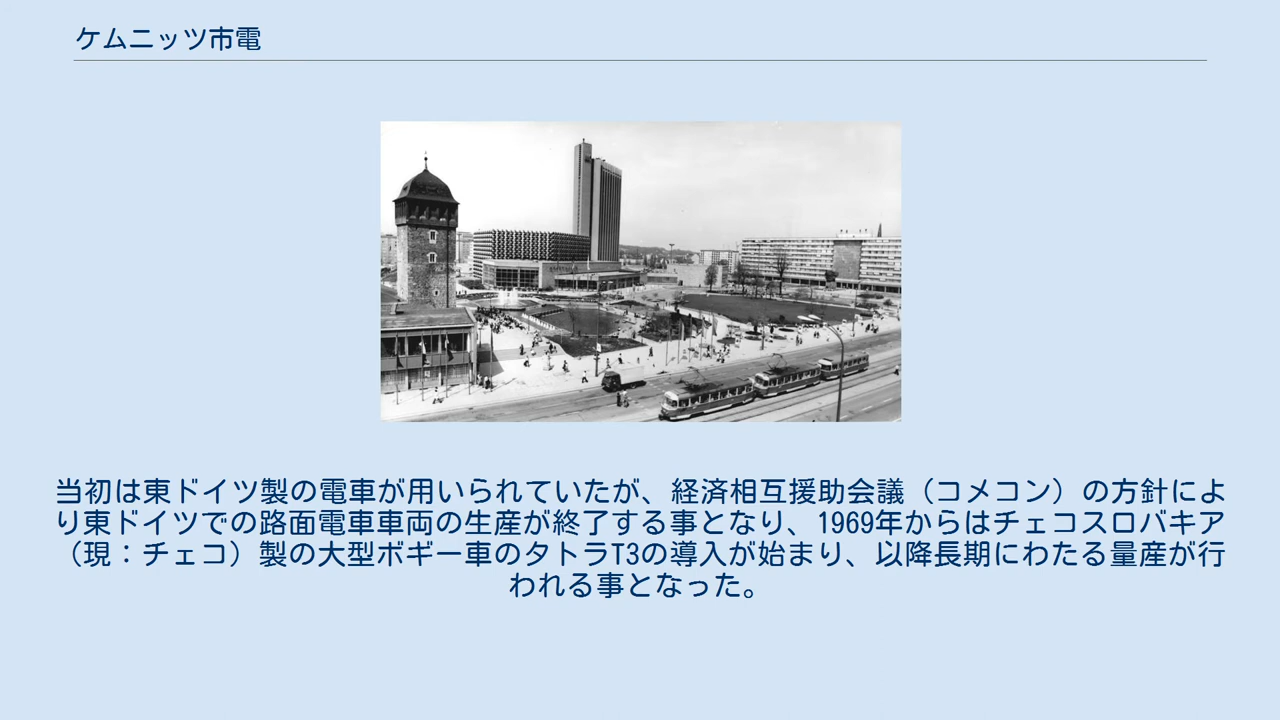 ケムニッツ市電
当初は東ドイツ製の電車が用いられていたが、経済相互援助会議（コメコン）の方針によ
り東ドイツでの路面電車車両の生産が終了する事となり、1969年からはチェコスロバキア
（現：チェコ）製の大型ボギー車のタトラT3の導入が始まり、以降長期にわたる量産が行
われる事となった。